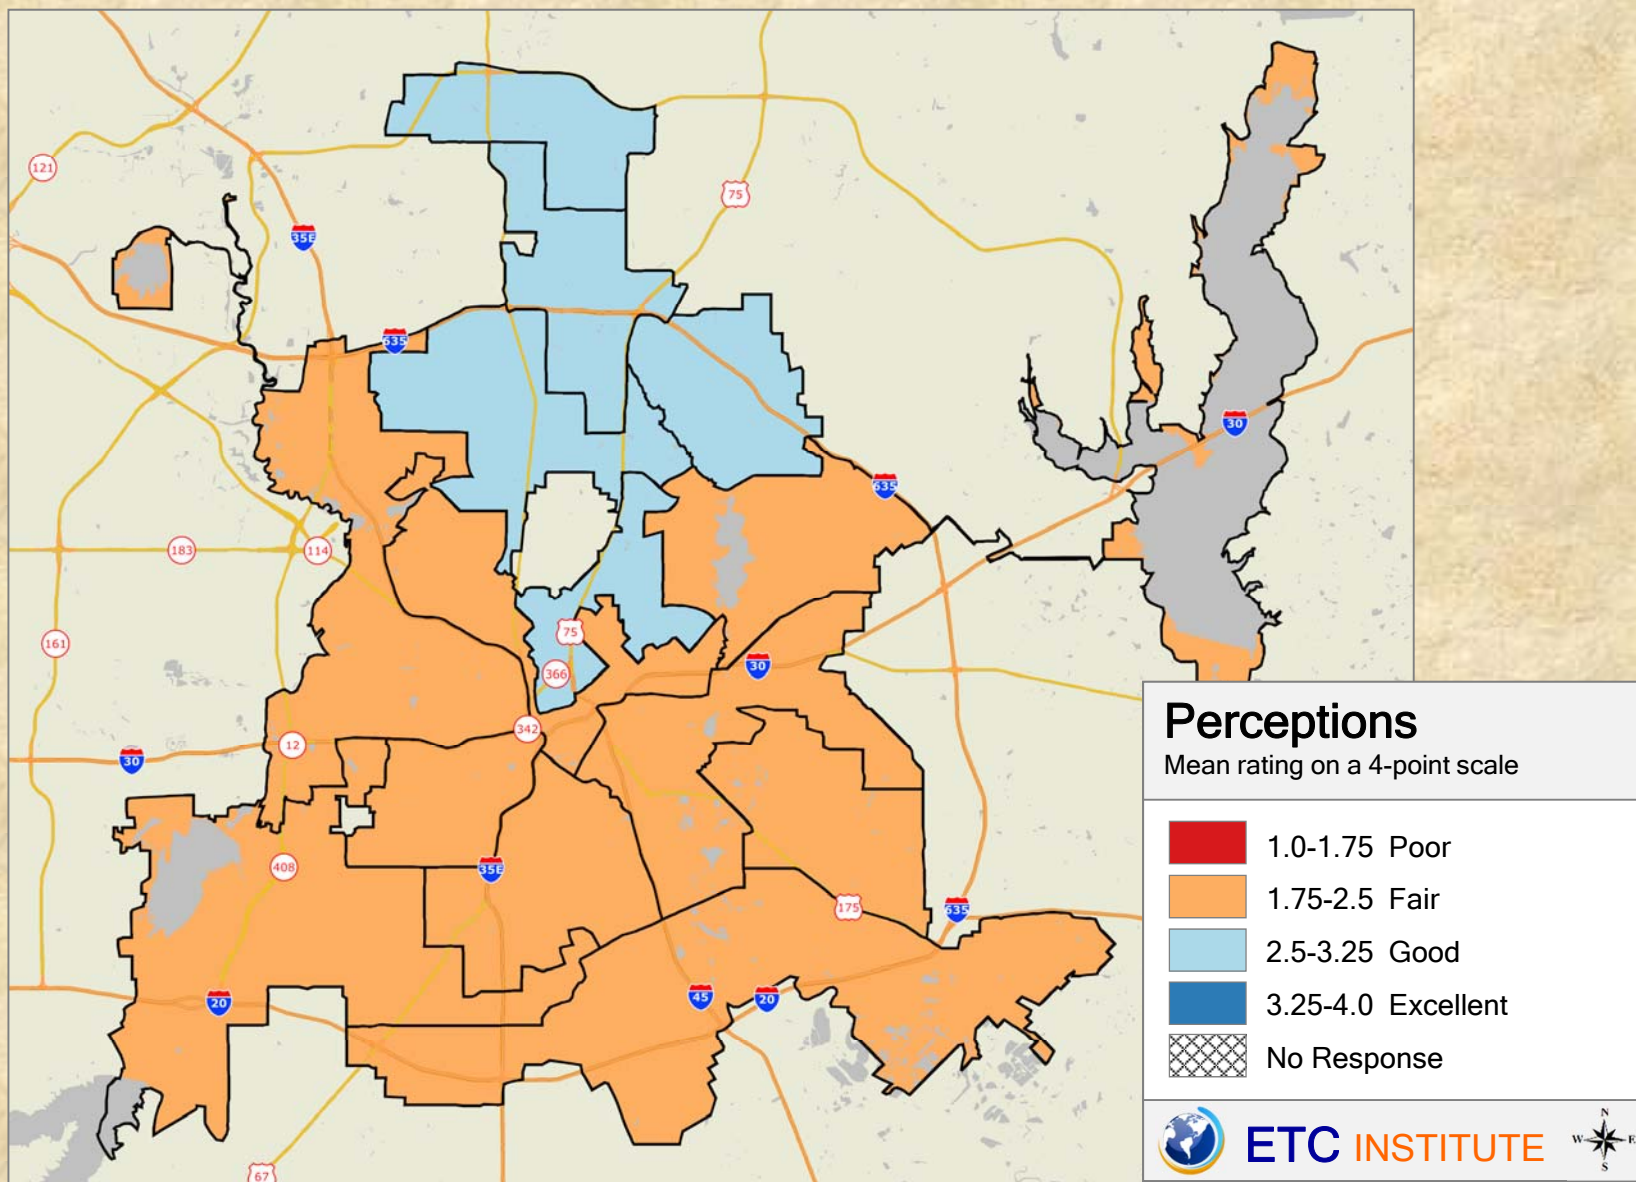 121
75
35E
635
30
635
183
114
161
75
366
30
342
12
30
35E
408
175
635
20
45
20
67
Perceptions
Mean rating on a 4-point scale
1.0-1.75 Poor
1.75-2.5 Fair
2.5-3.25 Good
3.25-4.0 Excellent
No Response
ETC INSTITUTE
N
W E
S